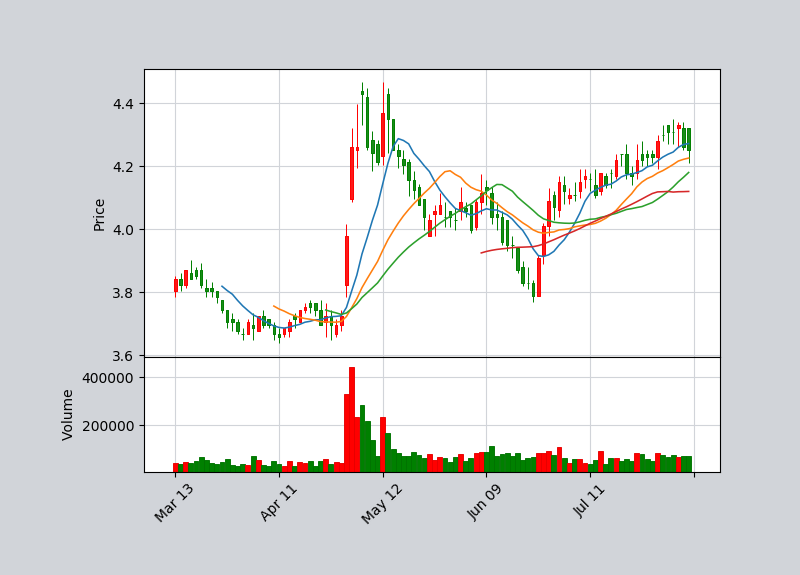 Price
4.4
4.2
4.0
3.8
3.6
Volume
400000
200000
Mar 13
Apr 11
May 12
Jun 09
Jul 11